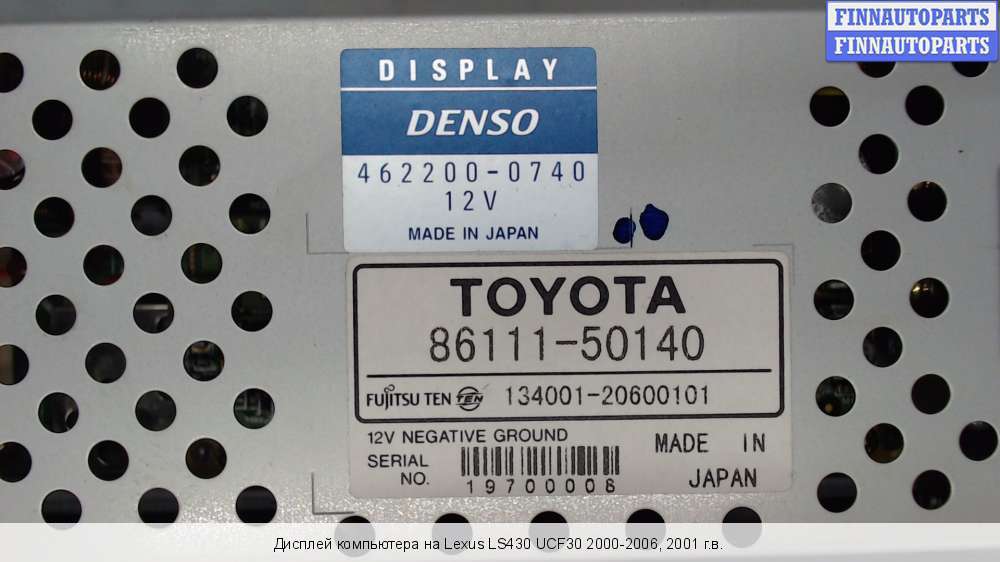 FINNAUTOPARTS
FINNAUTOPARTS
DISPLAY
DENSO
462200-0740
12V
MADE IN JAPAN
TOYOTA
86111-50140
FUJITSU TEN TEN 134001-20600101
12V NEGATIVE GROUND
SERIAL NO.
19700008
MADE IN JAPAN
Дисплей компьютера на Lexus LS430 UCF30 2000-2006, 2001 г.в.